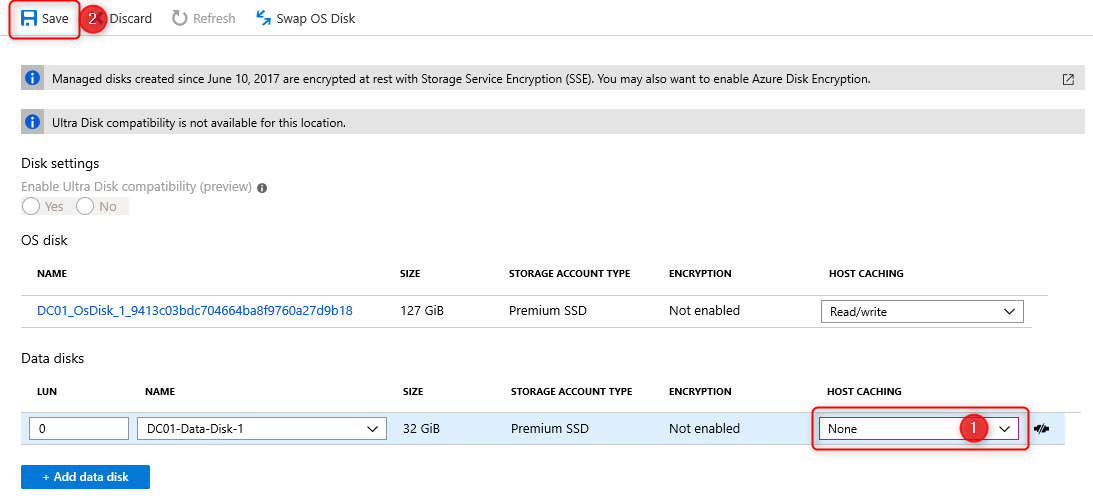 Save 2 Discard Refresh Swap OS Disk
Managed disks created since June 10, 2017 are encrypted at rest with Storage Service Encryption (SSE). You may also want to enable Azure Disk Encryption.
Ultra Disk compatibility is not available for this location.
Disk settings
Enable Ultra Disk compatibility (preview)
Yes No
OS disk
NAME SIZE STORAGE ACCOUNT TYPE ENCRYPTION HOST CACHING
DC01_OsDisk_1_9413c03bdc704664ba8f9760a27d9b18 127 GiB Premium SSD Not enabled Read/write
Data disks
LUN NAME SIZE STORAGE ACCOUNT TYPE ENCRYPTION HOST CACHING
0 DC01-Data-Disk-1 32 GiB Premium SSD Not enabled None 1
+ Add data disk